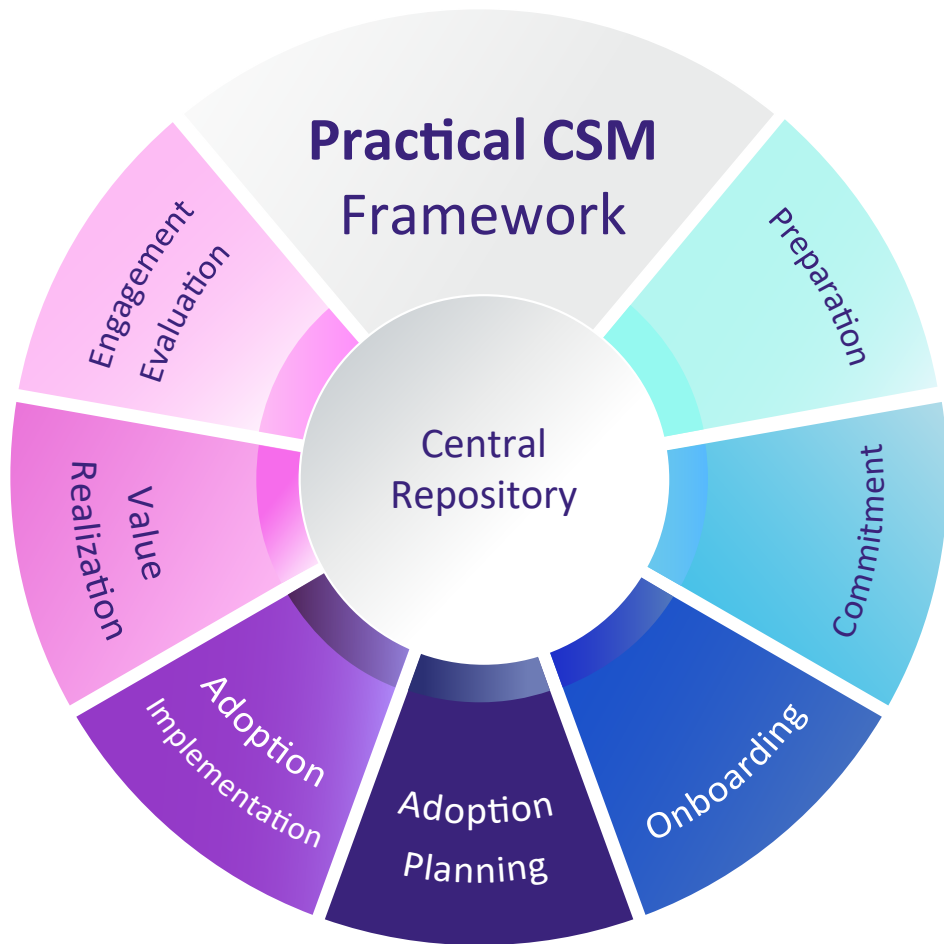 Practical CSM
Framework
Preparation
Commitment
Onboarding
Adoption
Planning
Adoption
Implementation
Value
Realization
Engagement
Evaluation
Central
Repository